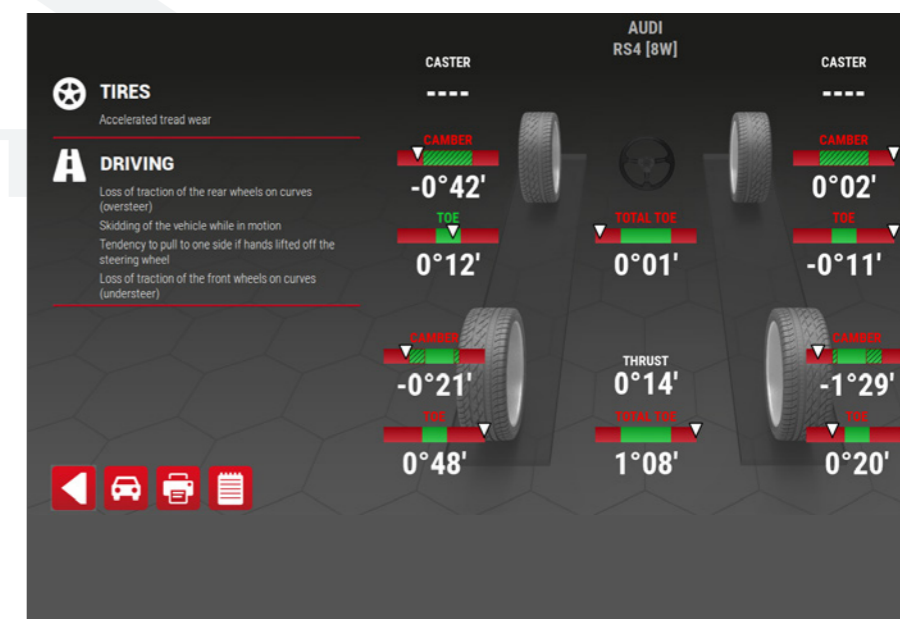 AUDI
RS4 [8W]
TIRES
Accelerated tread wear
DRIVING
Loss of traction of the rear wheels on curves
(oversteer)
Skidding of the vehicle while in motion
Tendency to pull to one side if hands lifted off the
steering wheel
Loss of traction of the front wheels on curves
(understeer)
CASTER
CASTER
----
----
CAMBER
CAMBER
-0°42'
0°02'
TOE
TOTAL TOE
TOE
0°12'
0°01'
-0°11'
CAMBER
THRUST
CAMBER
-0°21'
0°14'
-1°29'
TOE
TOTAL TOE
TOE
0°48'
1°08'
0°20'